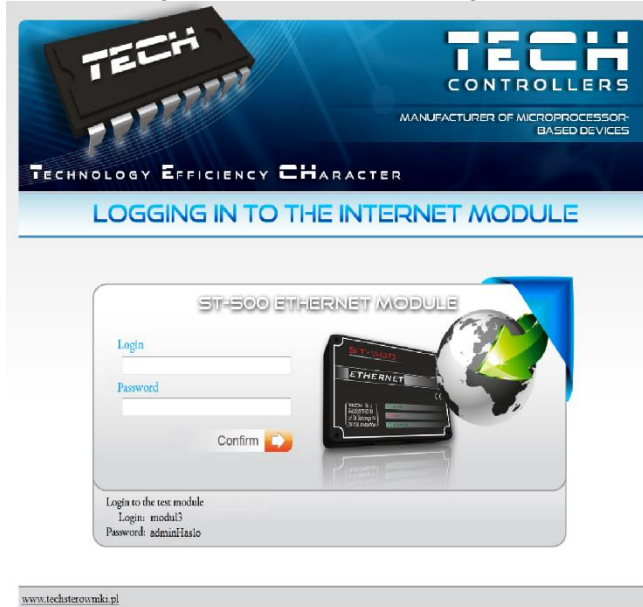 TECH
TECH
CONTROLLERS
MANUFACTURER OF MICROPROCESSOR-
BASED DEVICES
TECHNOLOGY EFFICIENCY CHARACTER
LOGGING IN TO THE INTERNET MODULE
ST-500 ETHERNET MODULE
Login
Password
Confirm
ST-500
ETHERNET
Login to the test module
Login: modul3
Password: adminHaslo
www.techsterowniki.pl